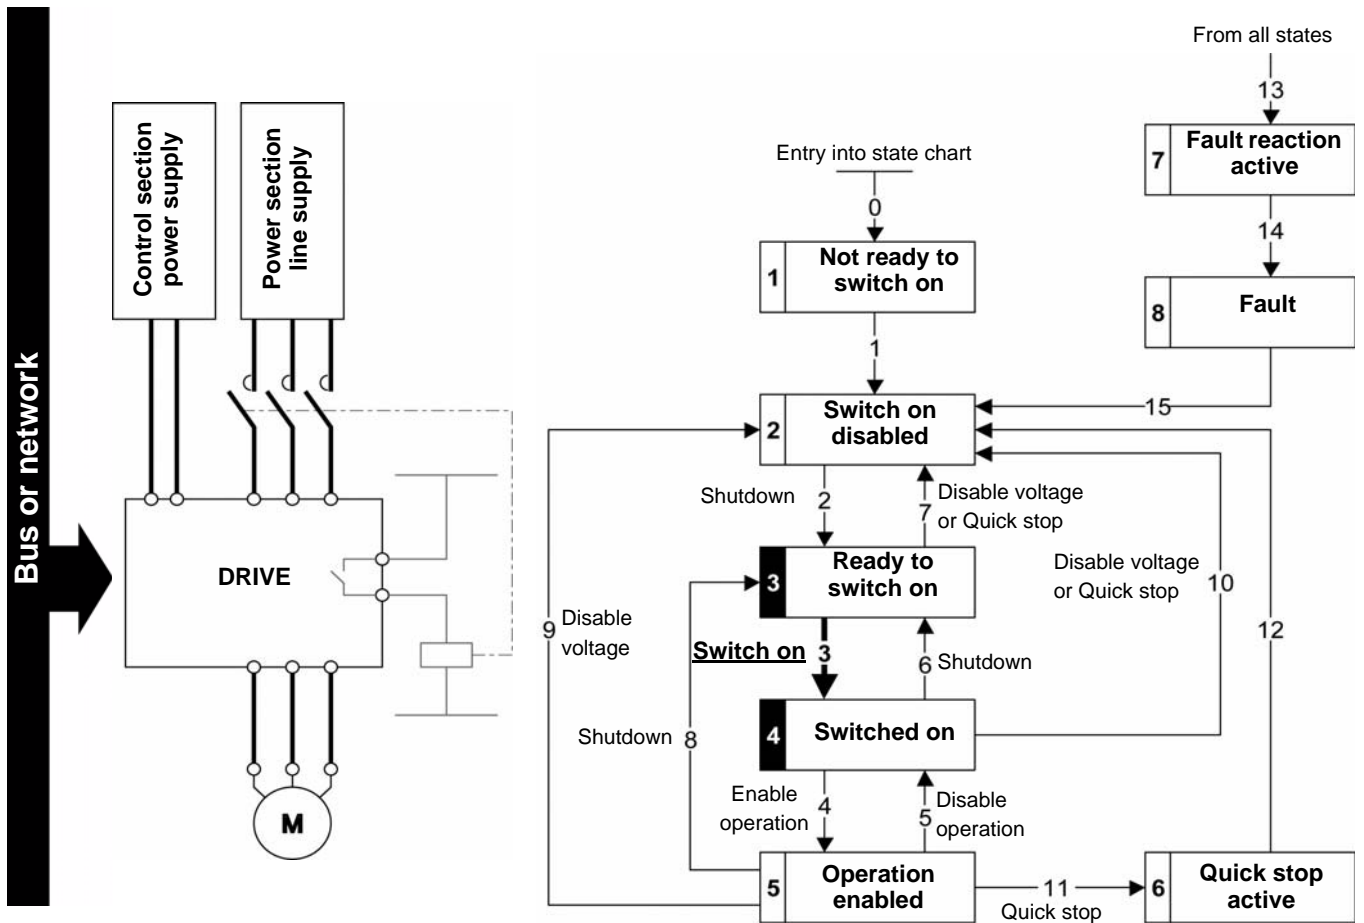 Bus or network
Control section
power supply
Power section
line supply
DRIVE
M
From all states
13
7
Fault reaction
active
14
8
Fault
15
Entry into state chart
0
1
Not ready to
switch on
1
2
Switch on
disabled
Shutdown
2
7
Disable voltage
or Quick stop
3
Ready to
switch on
Disable voltage
or Quick stop
10
12
9
Disable
voltage
Switch on
3
6
Shutdown
Shutdown
8
4
Switched on
Enable
operation
4
5
Disable
operation
5
Operation
enabled
11
Quick stop
6
Quick stop
active